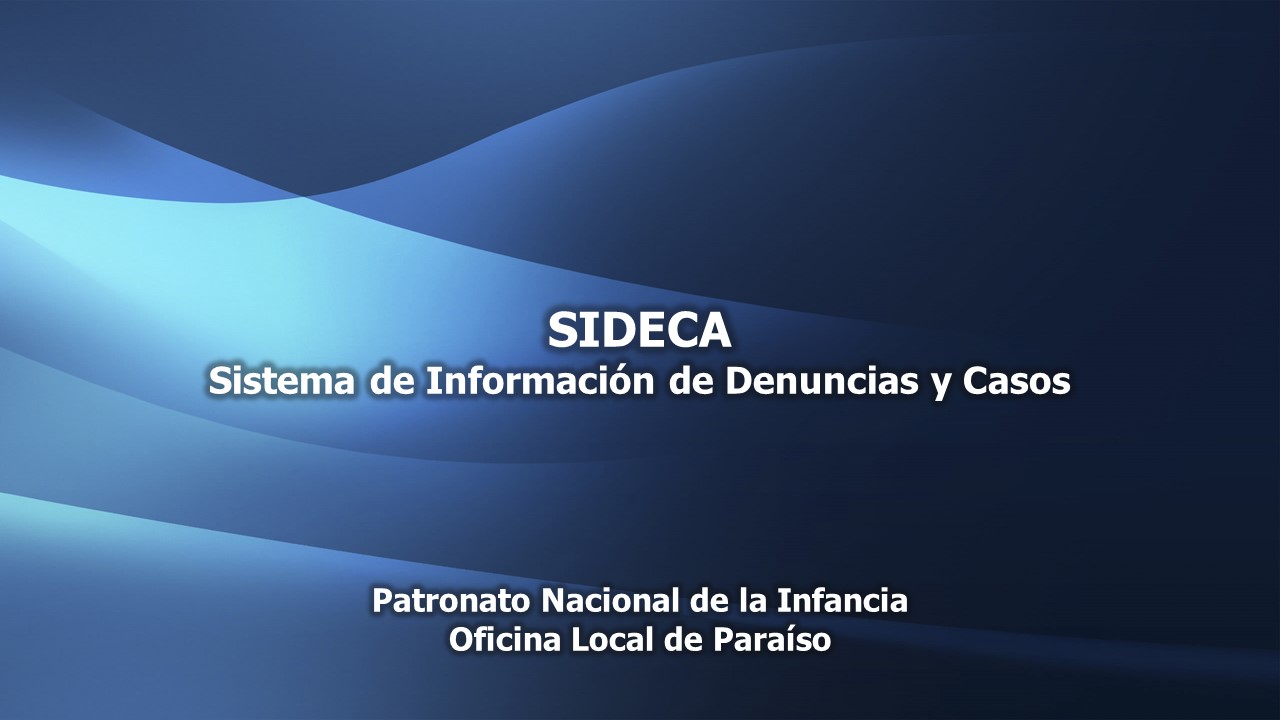 SIDECA
Sistema de Información de Denuncias y Casos
Patronato Nacional de la Infancia
Oficina Local de Paraíso